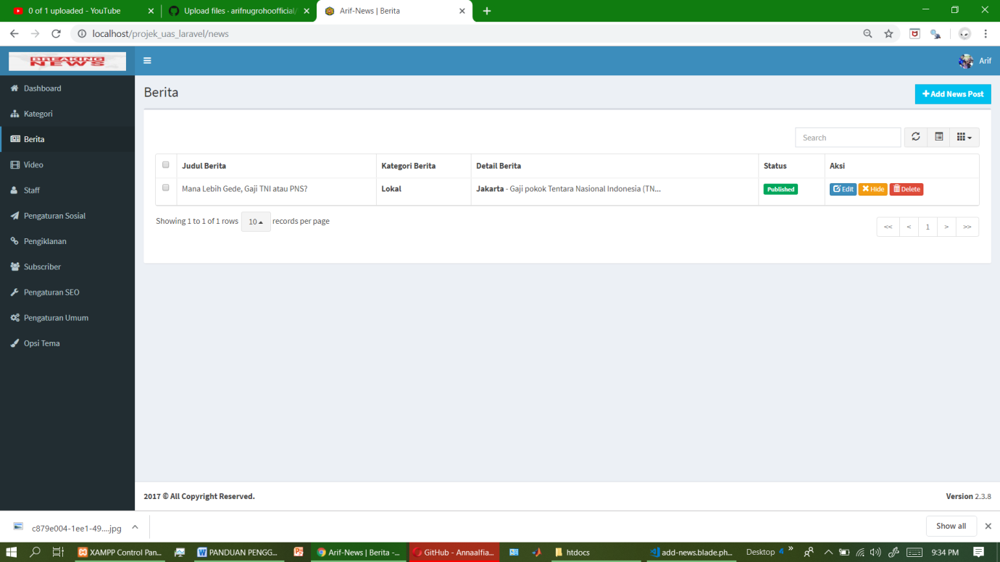 0 of 1 uploaded - YouTube
Upload files · arifnugrohoofficial/
Arif-News | Berita
localhost/projek_uas_laravel/news
BREAKING
NEWS
Arif
Dashboard
Kategori
Berita
Video
Staff
Pengaturan Sosial
Pengiklanan
Subscriber
Pengaturan SEO
Pengaturan Umum
Opsi Tema
Berita
Add News Post
Search
Judul Berita Kategori Berita Detail Berita Status Aksi
Mana Lebih Gede, Gaji TNI atau PNS? Lokal Jakarta - Gaji pokok Tentara Nasional Indonesia (TN... Published Edit Hide Delete
Showing 1 to 1 of 1 rows 10 records per page
<< < 1 > >>
2017 © All Copyright Reserved. Version 2.3.8
c879e004-1ee1-49....jpg Show all
XAMPP Control Pan... PANDUAN PENGG... Arif-News | Berita -... GitHub - Annaalfia... htdocs add-news.blade.ph... Desktop 9:34 PM